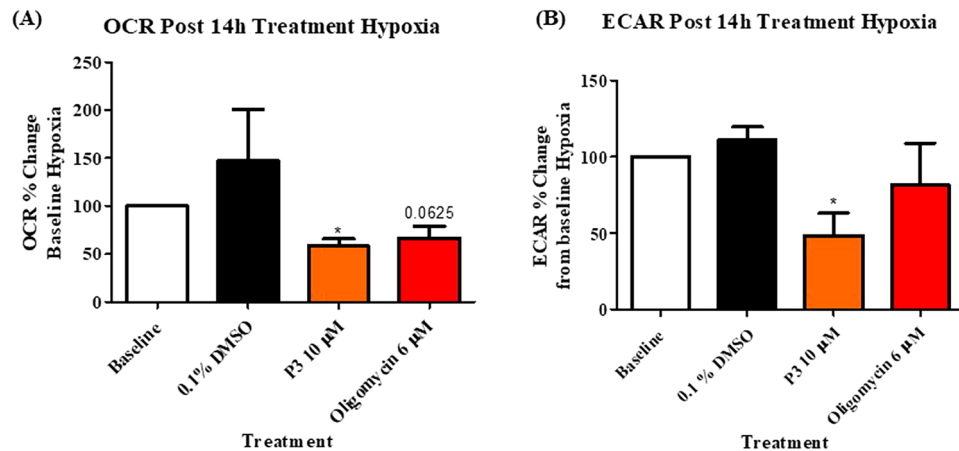 (A)
OCR Post 14h Treatment Hypoxia
OCR % Change
Baseline Hypoxia
250
200
150
100
50
0
*
0.0625
Baseline
0.1% DMSO
P3 10 µM
Oligomycin 6 µM
Treatment
(B)
ECAR Post 14h Treatment Hypoxia
ECAR % Change
from baseline Hypoxia
150
100
50
0
*
Baseline
0.1 % DMSO
P3 10 µM
Oligomycin 6 µM
Treatment